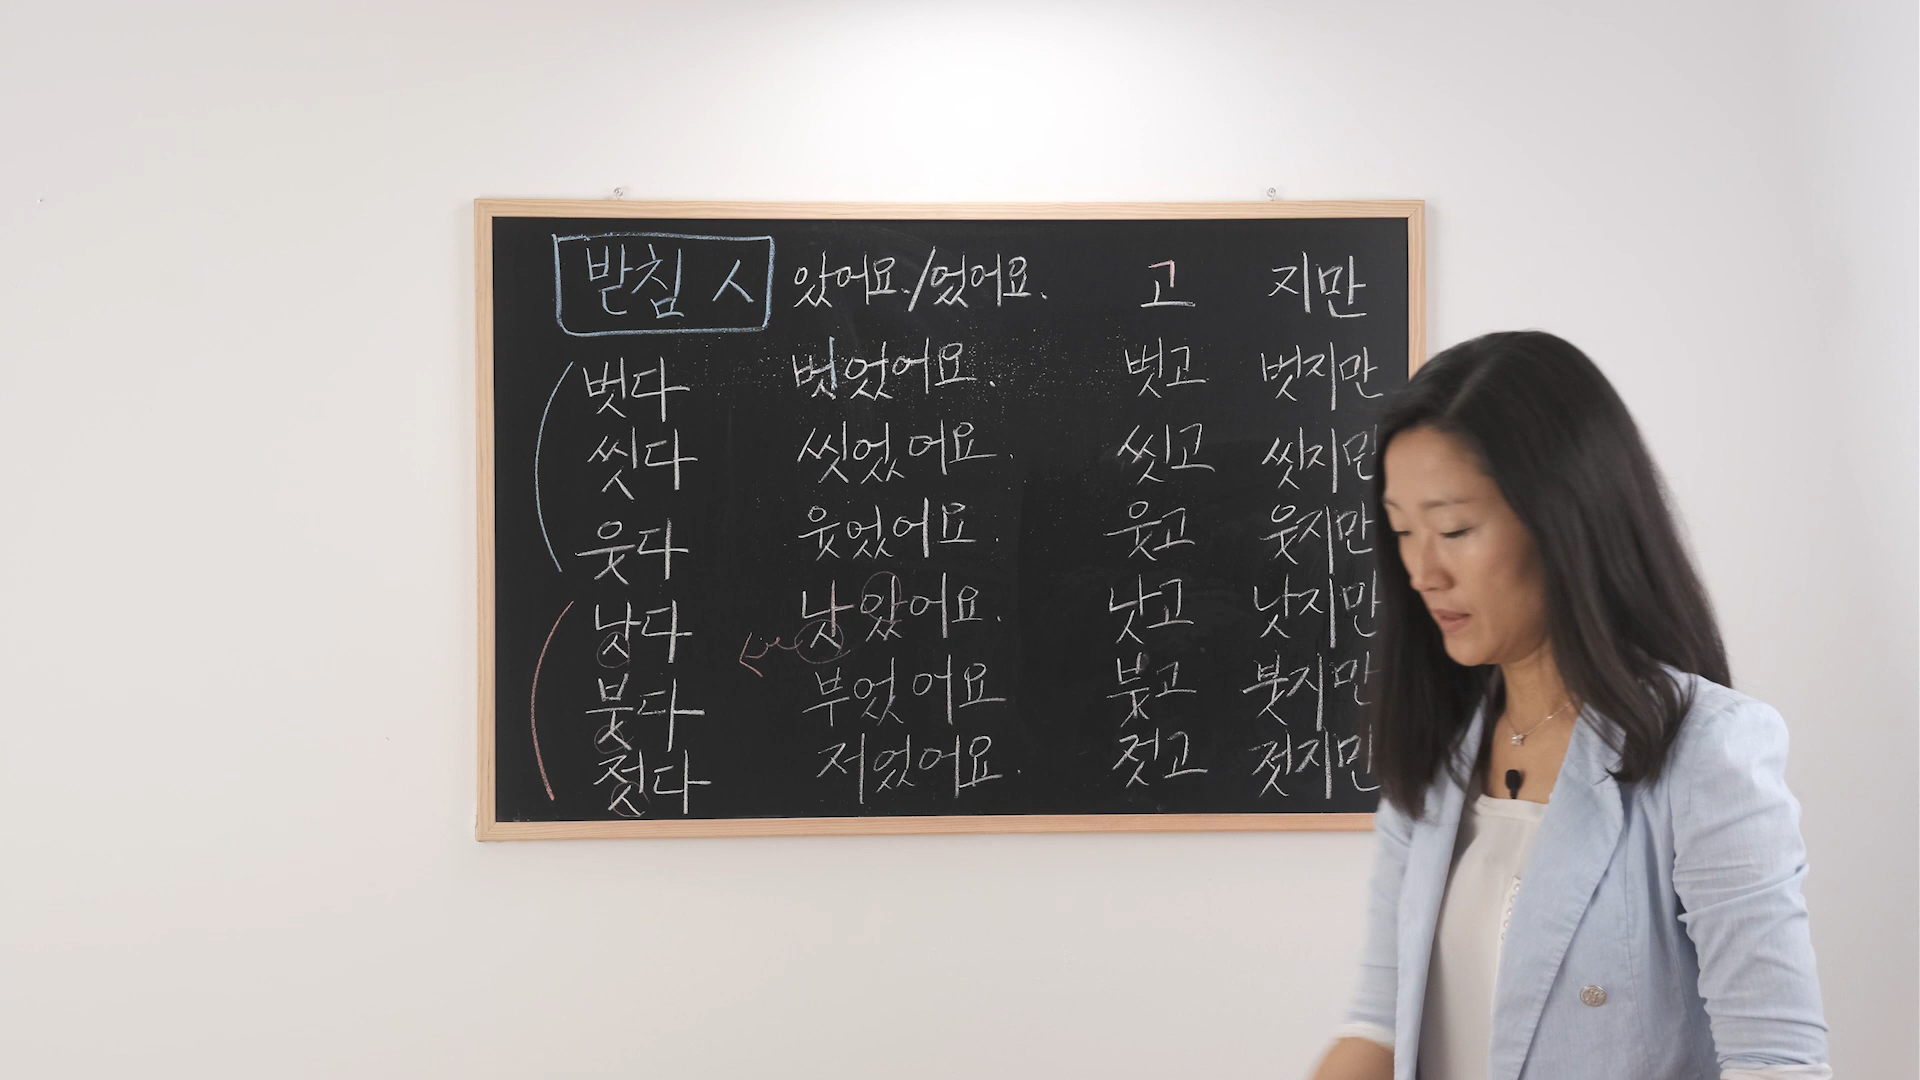 받침 ㅅ 았어요./었어요. 고 지만
벗다 벗었어요. 벗고 벗지만
씻다 씻었어요. 씻고 씻지만
웃다 웃었어요. 웃고 웃지만
낫다 낫았어요. 낫고 낫지만
붓다 부었어요 붓고 붓지만
젓다 저었어요. 젓고 젓지만